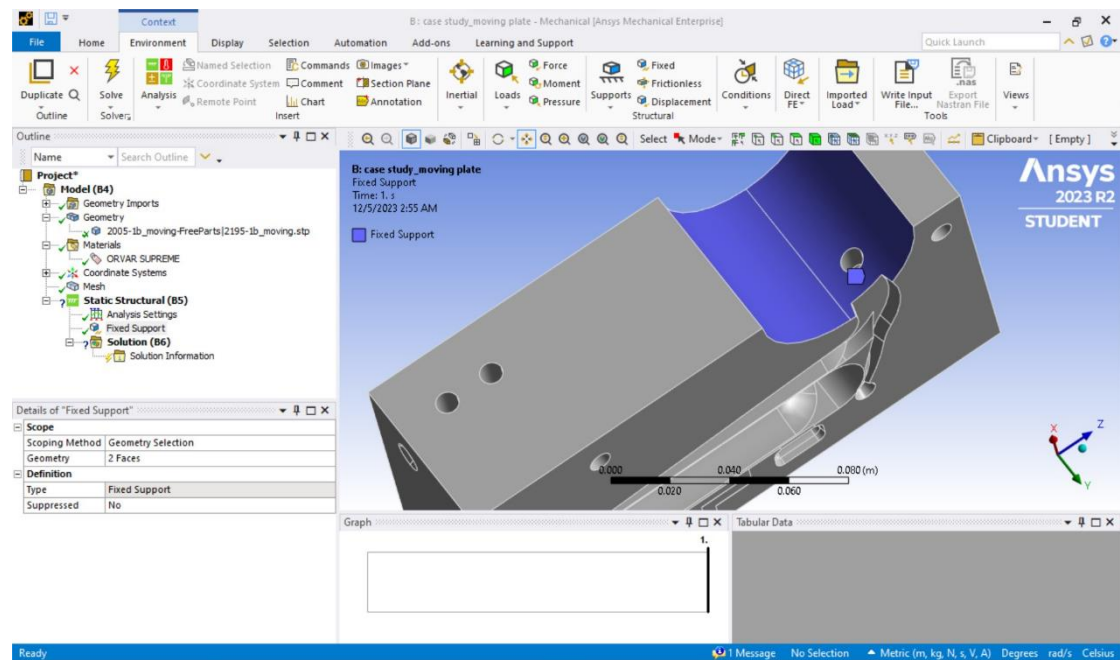 Context
B : case study_moving plate - Mechanical [Ansys Mechanical Enterprise]
File Home Environment Display Selection Automation Add-ons Learning and Support Quick Launch
Duplicate Q Solve Analysis Named Selection Coordinate System Remote Point Commands Comment Chart Images Section Plane Annotation Inertial Loads Force Moment Pressure Supports Fixed Frictionless Displacement Conditions Direct FE Imported Load Write Input File... Export .nas Nastran File Views
Outline Solver Insert Structural Tools
Outline
Name Search Outline
Select Mode Clipboard [ Empty ]
Project*
Model (B4)
Geometry Imports
Geometry
2005-1b_moving-FreeParts|2195-1b_moving.stp
Materials
ORVAR SUPREME
Coordinate Systems
Mesh
Static Structural (B5)
Analysis Settings
Fixed Support
Solution (B6)
Solution Information
B: case study_moving plate
Fixed Support
Time: 1. s
12/5/2023 2:55 AM
Fixed Support
Ansys
2023 R2
STUDENT
0.000 0.040 0.080 (m)
0.020 0.060
X Z
Y
Details of "Fixed Support"
Scope
Scoping Method Geometry Selection
Geometry 2 Faces
Definition
Type Fixed Support
Suppressed No
Graph
1.
Tabular Data
Ready 1 Message No Selection Metric (m, kg, N, s, V, A) Degrees rad/s Celsius